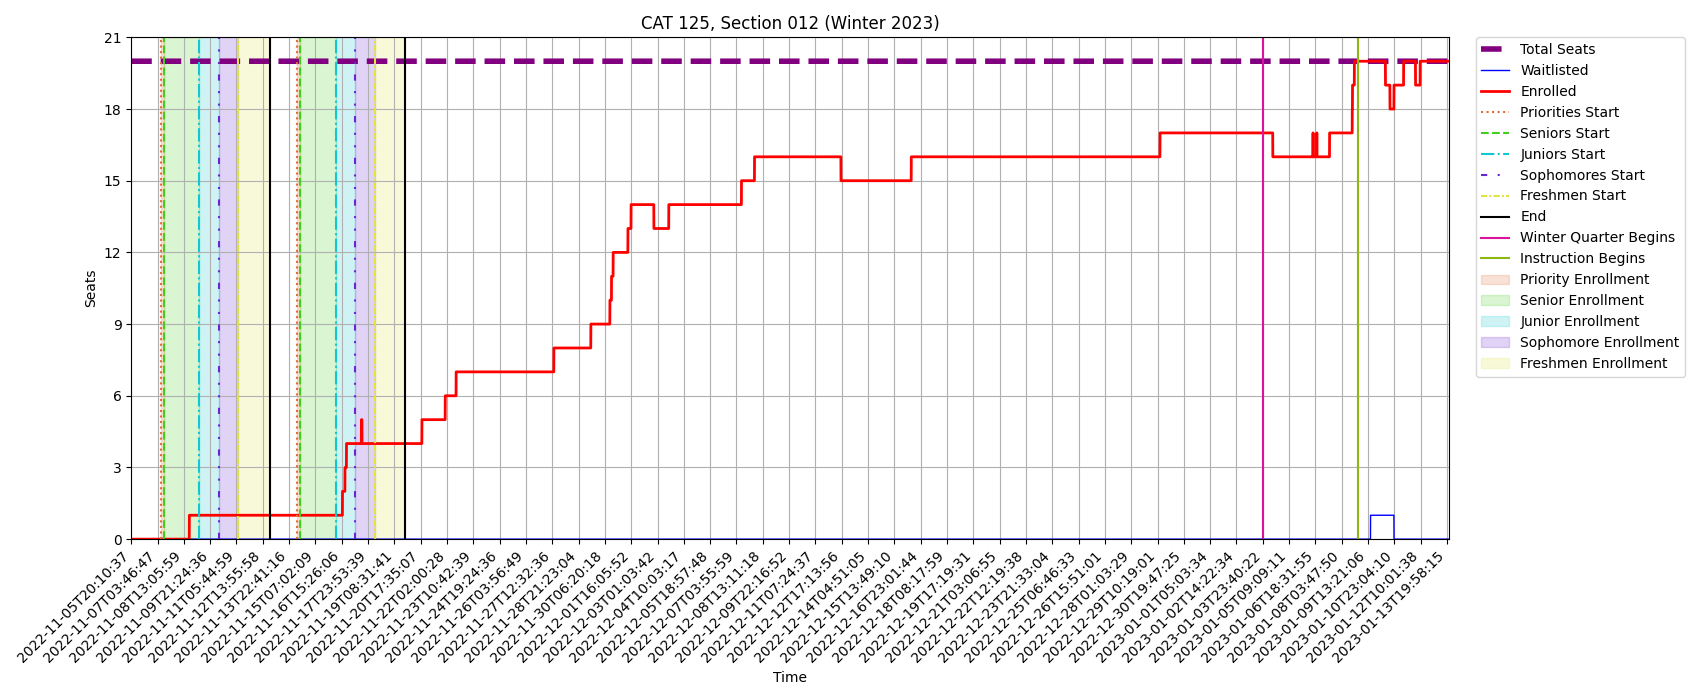 CAT 125, Section 012 (Winter 2023)
21
18
15
12
9
6
3
0
Seats
2022-11-05T20:10:37
2022-11-07T03:46:47
2022-11-08T13:05:59
2022-11-09T21:24:36
2022-11-11T05:44:59
2022-11-12T13:55:58
2022-11-13T22:41:16
2022-11-15T07:02:09
2022-11-16T15:26:06
2022-11-17T23:53:39
2022-11-19T08:31:41
2022-11-20T17:35:07
2022-11-22T02:00:28
2022-11-23T10:42:39
2022-11-24T19:24:36
2022-11-26T03:56:49
2022-11-27T12:32:36
2022-11-28T21:23:04
2022-11-30T06:20:18
2022-12-01T16:05:52
2022-12-03T01:03:42
2022-12-04T10:03:17
2022-12-05T18:57:48
2022-12-07T03:55:59
2022-12-08T13:11:18
2022-12-09T22:16:52
2022-12-11T07:24:37
2022-12-12T17:13:56
2022-12-14T04:51:05
2022-12-15T13:49:10
2022-12-16T23:01:44
2022-12-18T08:17:59
2022-12-19T17:19:31
2022-12-21T03:06:55
2022-12-22T12:19:38
2022-12-23T21:33:04
2022-12-25T06:46:33
2022-12-26T15:51:01
2022-12-28T01:03:29
2022-12-29T10:19:01
2022-12-30T19:47:25
2023-01-01T05:03:34
2023-01-02T14:22:34
2023-01-03T23:40:22
2023-01-05T09:09:11
2023-01-06T18:31:55
2023-01-08T03:47:50
2023-01-09T13:21:06
2023-01-10T23:04:10
2023-01-12T10:01:38
2023-01-13T19:58:15
Time
Total Seats
Waitlisted
Enrolled
Priorities Start
Seniors Start
Juniors Start
Sophomores Start
Freshmen Start
End
Winter Quarter Begins
Instruction Begins
Priority Enrollment
Senior Enrollment
Junior Enrollment
Sophomore Enrollment
Freshmen Enrollment